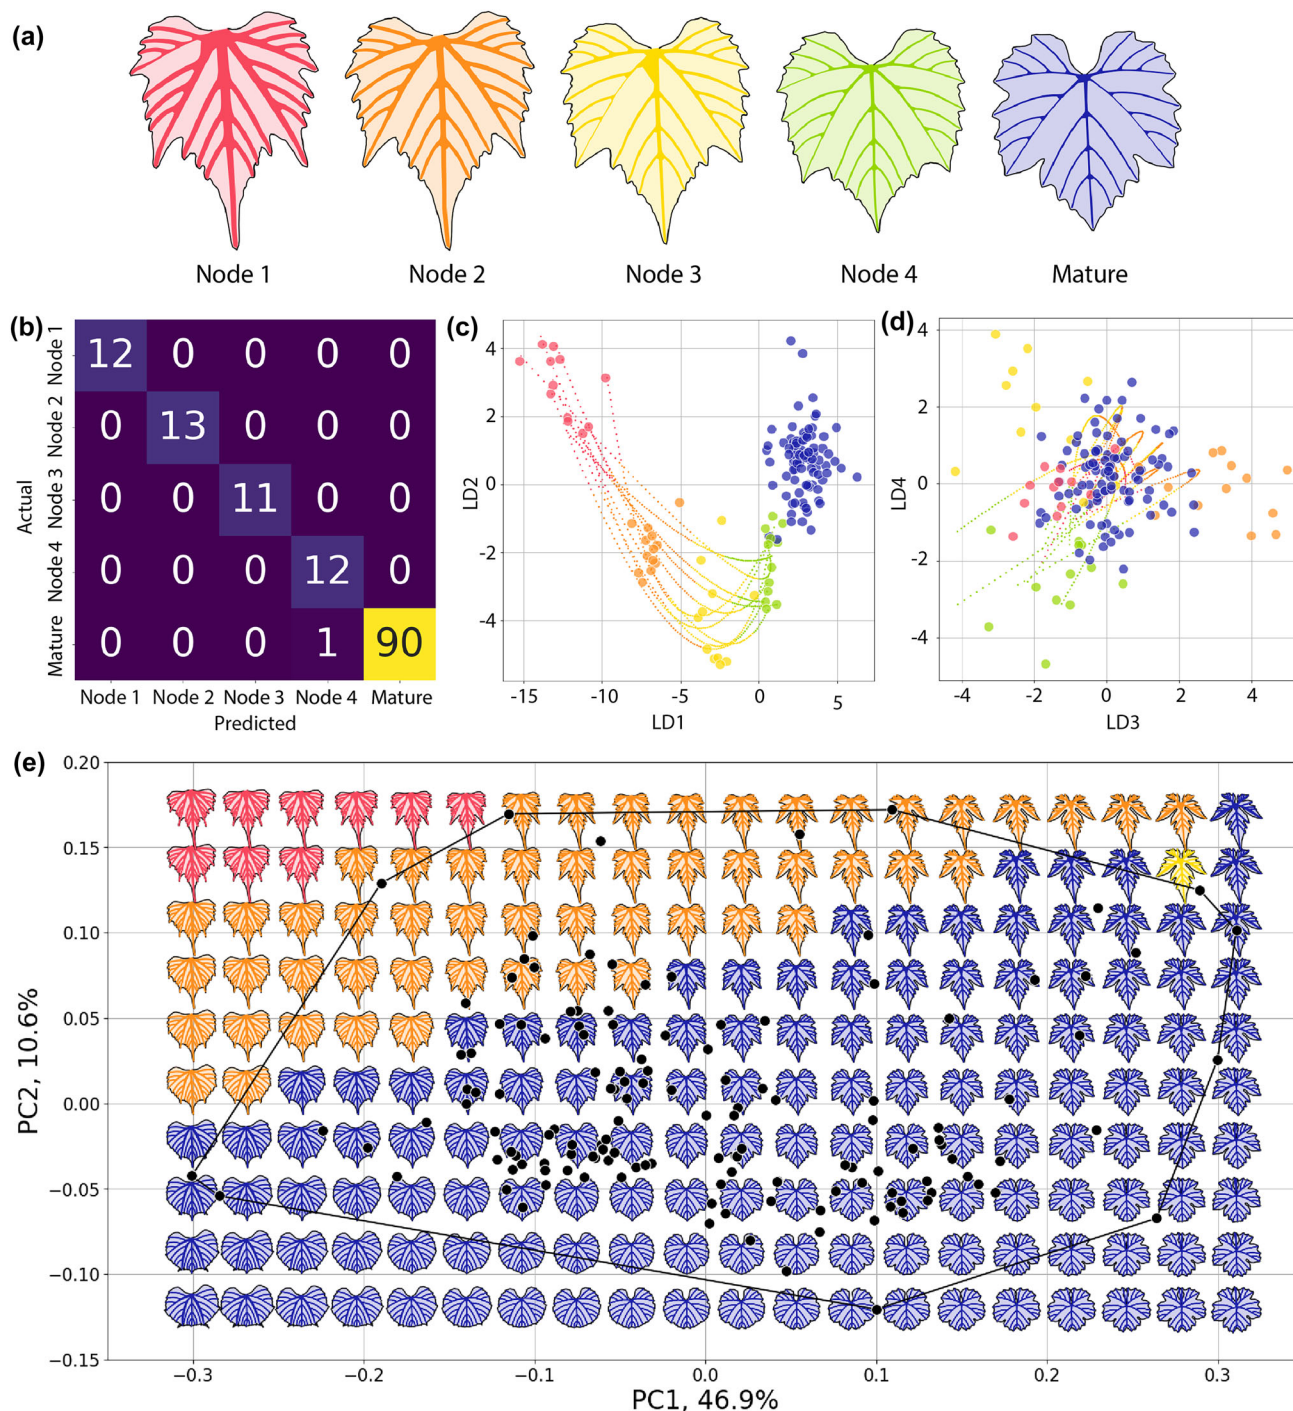 (a)
Node 1 Node 2 Node 3 Node 4 Mature
(b)
Actual
Node 1 12 0 0 0 0
Node 2 0 13 0 0 0
Node 3 0 0 11 0 0
Node 4 0 0 0 12 0
Mature 0 0 0 1 90
Node 1 Node 2 Node 3 Node 4 Mature
Predicted
(c)
LD2
4
2
0
-2
-4
-15 -10 -5 0 5
LD1
(d)
LD4
4
2
0
-2
-4
-4 -2 0 2 4
LD3
(e)
PC2, 10.6%
0.20
0.15
0.10
0.05
0.00
−0.05
−0.10
−0.15
−0.3 −0.2 −0.1 0.0 0.1 0.2 0.3
PC1, 46.9%